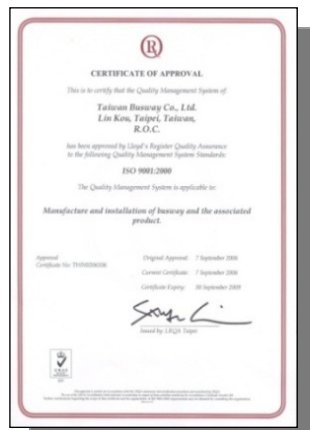 CERTIFICATE OF APPROVAL
This is to certify that the Quality Management System of
Taiwan Busway Co., Ltd.
Lin Kou, Taipei, Taiwan,
R.O.C.
has been approved by Lloyd's Register Quality Assurance
to the following Quality Management System Standards:
ISO 9001:2000
The Quality Management System is applicable to:
Manufacture and installation of busway and the associated
product.
Approval
Certificate No:
Original Approval: 7 September 2006
Current Certificate: 7 September 2006
Certificate Expiry: 30 September 2009
Issued by: LRQA Taipei